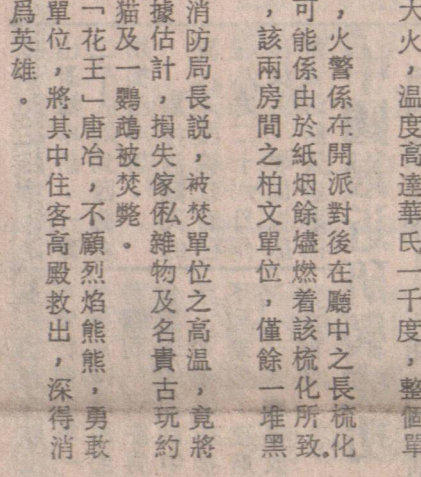 大火，溫度高達華氏一千度，整個單
，火警係在開派對後在廳中之長梳化
可能係由於紙烟餘燼燃着該梳化所致。
，該兩房間之柏文單位，僅餘一堆黑
消防局長説，被焚單位之高溫，竟將
據估計，損失傢俬雜物及名貴古玩約
猫及一鸚鵡被焚斃。
「花王」唐冶，不顧烈焰熊熊，勇敢
單位，將其中住客高殿救出，深得消
爲英雄。